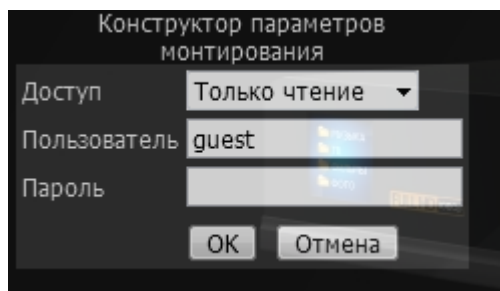 Конструктор параметров
монтирования
Доступ
Только чтение
Пользователь
guest
Пароль
OK
Отмена